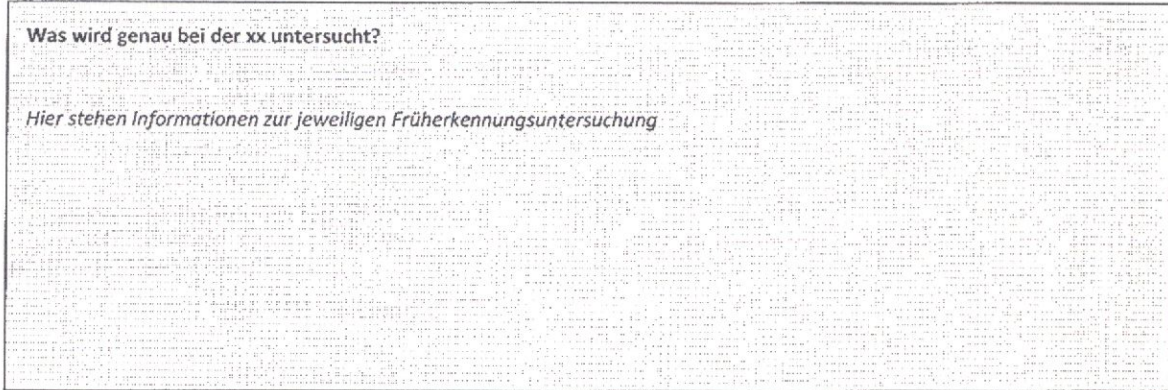 Was wird genau bei der xx untersucht?
Hier stehen Informationen zur jeweiligen Früherkennungsuntersuchung